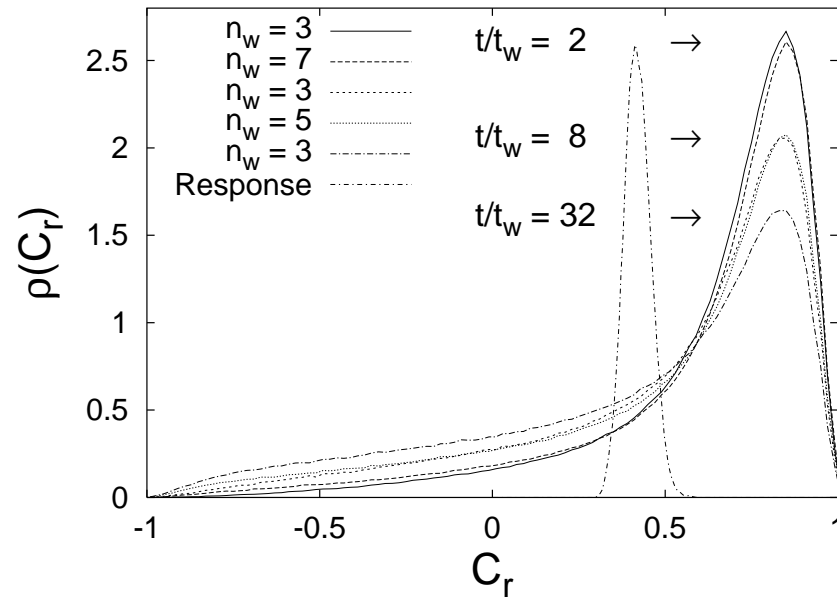 n_w = 3
n_w = 7
n_w = 3
n_w = 5
n_w = 3
Response
t/t_w = 2 →
t/t_w = 8 →
t/t_w = 32 →
ρ(C_r)
2.5
2
1.5
1
0.5
0
-1 -0.5 0 0.5 1
C_r